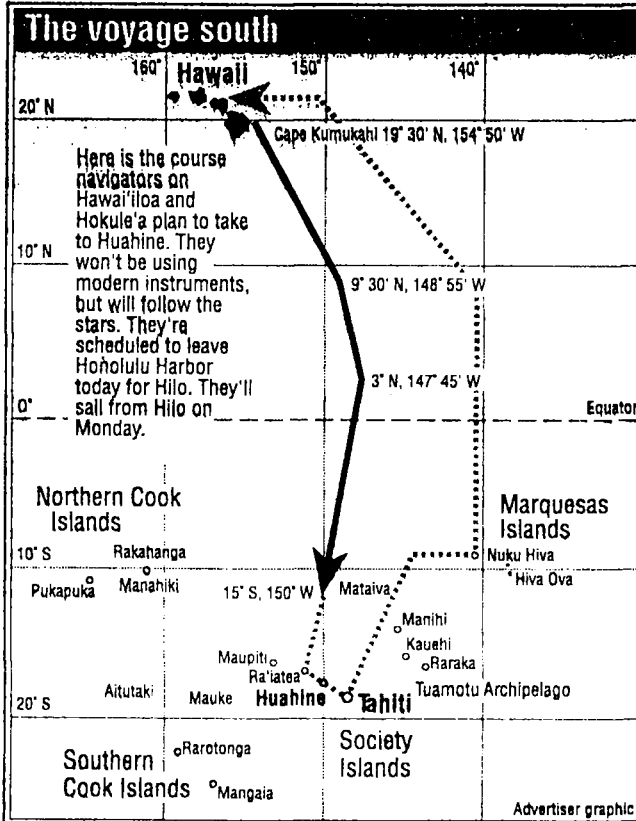 The voyage south
160° 150° 140°
Hawaii
20° N
Cape Kumukahi 19° 30' N, 154° 50' W
Here is the course
navigators on
Hawai'iloa and
Hokule'a plan to take
to Huahine. They
won't be using
modern instruments,
but will follow the
stars. They're
scheduled to leave
Honolulu Harbor
today for Hilo. They'll
sail from Hilo on
Monday.
10° N
9° 30' N, 148° 55' W
3° N, 147° 45' W
0°
Equator
Northern Cook
Islands
Marquesas
Islands
Rakahanga
Nuku Hiva
10° S
Pukapuka
Manahiki
15° S, 150° W
Mataiva
Hiva Ova
Manihi
Kauehi
Maupiti
Raraka
Ra'iatea
Aitutaki
Mauke
Huahine
Tahiti
Tuamotu Archipelago
20° S
Society
Islands
Rarotonga
Southern
Cook Islands
Mangaia
Advertiser graphic